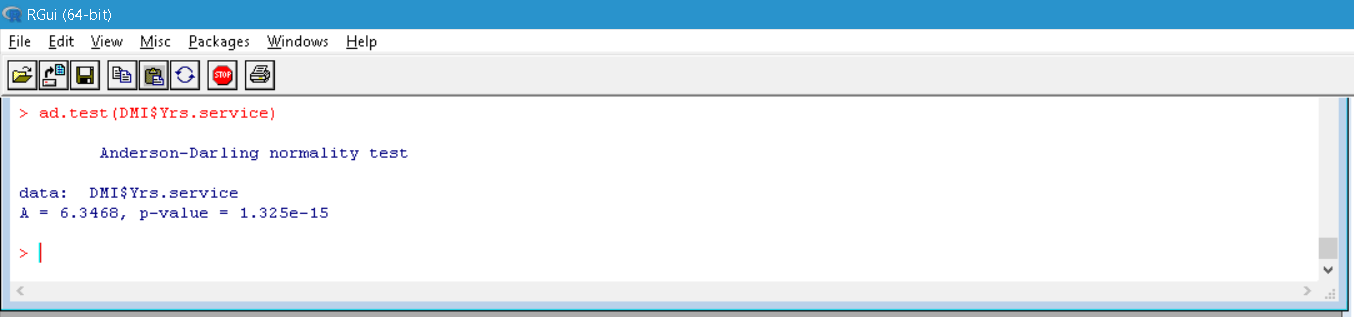 RGui (64-bit)
File Edit View Misc Packages Windows Help
STOP
> ad.test(DMI$Yrs.service)
Anderson-Darling normality test
data:  DMI$Yrs.service
A = 6.3468, p-value = 1.325e-15
>